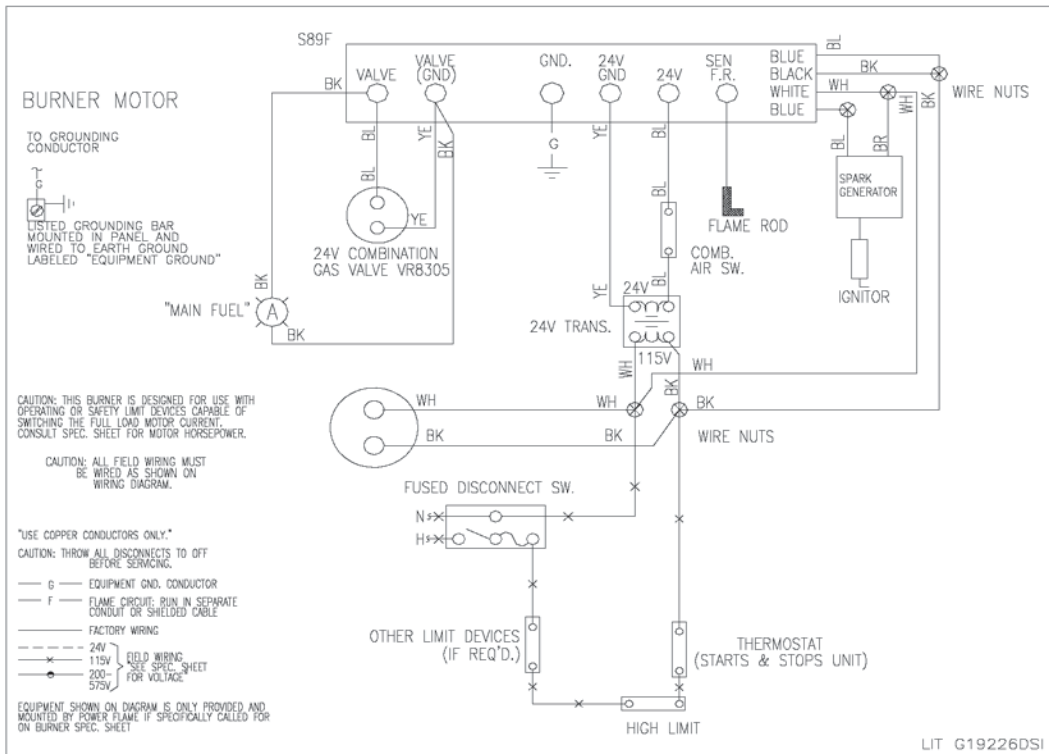 S89F
VALVE
VALVE
(GND)
GND.
24V
GND
24V
SEN
F.R.
BLUE
BLACK
WHITE
BLUE
BL
BK
WH
WH
BK
WIRE NUTS
BK
BL
BL
YE
BK
G
YE
BL
BL
BR
BURNER MOTOR
TO GROUNDING
CONDUCTOR
G
LISTED GROUNDING BAR
MOUNTED IN PANEL AND
WIRED TO EARTH GROUND
LABELED "EQUIPMENT GROUND"
YE
24V COMBINATION
GAS VALVE VR8305
BL
FLAME ROD
COMB.
AIR SW.
SPARK
GENERATOR
IGNITOR
BK
"MAIN FUEL"
A
BK
YE
BL
24V
24V TRANS.
115V
WH
BK
WH
WH
WH
BK
BK
BK
WIRE NUTS
CAUTION: THIS BURNER IS DESIGNED FOR USE WITH
OPERATING OR SAFETY LIMIT DEVICES CAPABLE OF
SWITCHING THE FULL LOAD MOTOR CURRENT.
CONSULT SPEC. SHEET FOR MOTOR HORSEPOWER.
CAUTION: ALL FIELD WIRING MUST
BE WIRED AS SHOWN ON
WIRING DIAGRAM.
FUSED DISCONNECT SW.
N
H
"USE COPPER CONDUCTORS ONLY."
CAUTION: THROW ALL DISCONNECTS TO OFF
BEFORE SERVICING.
G EQUIPMENT GND. CONDUCTOR
F FLAME CIRCUIT: RUN IN SEPARATE
CONDUIT OR SHIELDED CABLE
FACTORY WIRING
24V
115V
200-
575V
FIELD WIRING
"SEE SPEC. SHEET
FOR VOLTAGE"
EQUIPMENT SHOWN ON DIAGRAM IS ONLY PROVIDED AND
MOUNTED BY POWER FLAME IF SPECIFICALLY CALLED FOR
ON BURNER SPEC. SHEET
OTHER LIMIT DEVICES
(IF REQ'D.)
THERMOSTAT
(STARTS & STOPS UNIT)
HIGH LIMIT
LIT G19226DSI